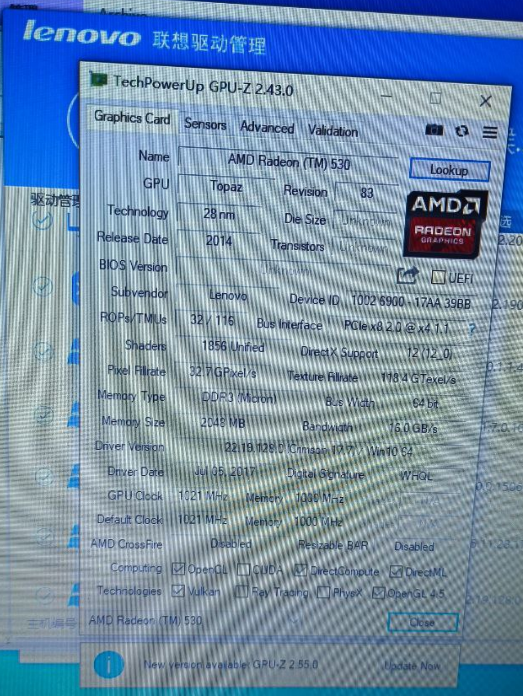 lenovo 联想驱动管理
TechPowerUp GPU-Z 2.43.0
Graphics Card Sensors Advanced Validation
Name AMD Radeon (TM) 530 Lookup
GPU Topaz Revision 83
AMD
RADEON
GRAPHICS
Technology 28 nm Die Size Unknown
Release Date 2014 Transistors Unknown
BIOS Version Unknown UEFI
Subvendor Lenovo Device ID 1002 6900 - 17AA 39BB
ROPs/TMUs 32 / 116 Bus Interface PCIe x8 2.0 @ x4 1.1 ?
Shaders 1856 Unified DirectX Support 12 (12_0)
Pixel Fillrate 32.7 GPixel/s Texture Fillrate 118.4 GTexel/s
Memory Type DDR3 (Micron) Bus Width 64 bit
Memory Size 2048 MB Bandwidth 16.0 GB/s
Driver Version 22.19.128.0 (Crimson 17.7) / Win10 64
Driver Date Jul 05, 2017 Digital Signature WHQL
GPU Clock 1021 MHz Memory 1000 MHz
Default Clock 1021 MHz Memory 1000 MHz
AMD CrossFire Disabled Resizable BAR Disabled
Computing OpenCL CUDA DirectCompute DirectML
Technologies Vulkan Ray Tracing PhysX OpenGL 4.5
AMD Radeon (TM) 530 Close
New version available: GPU-Z 2.55.0 Update Now
驱动管
主机编号